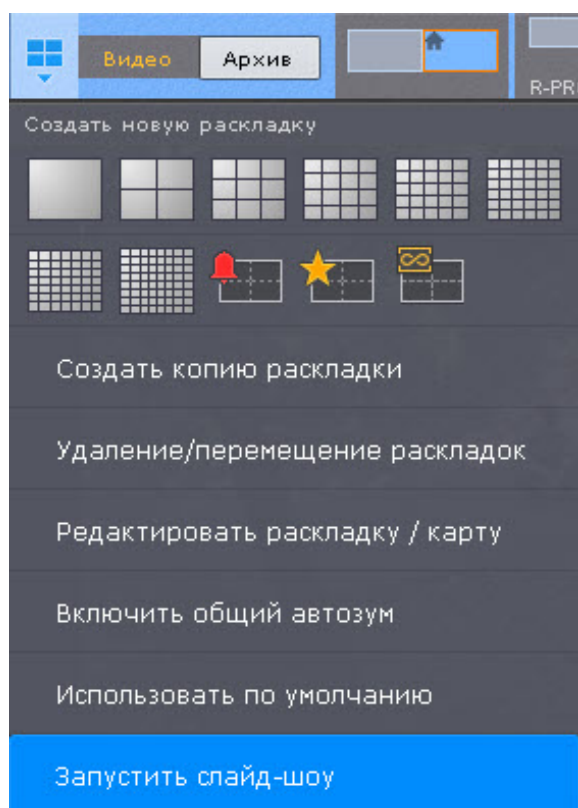 Видео Архив
R-PR
Создать новую раскладку
Создать копию раскладки
Удаление/перемещение раскладок
Редактировать раскладку / карту
Включить общий автозум
Использовать по умолчанию
Запустить слайд-шоу